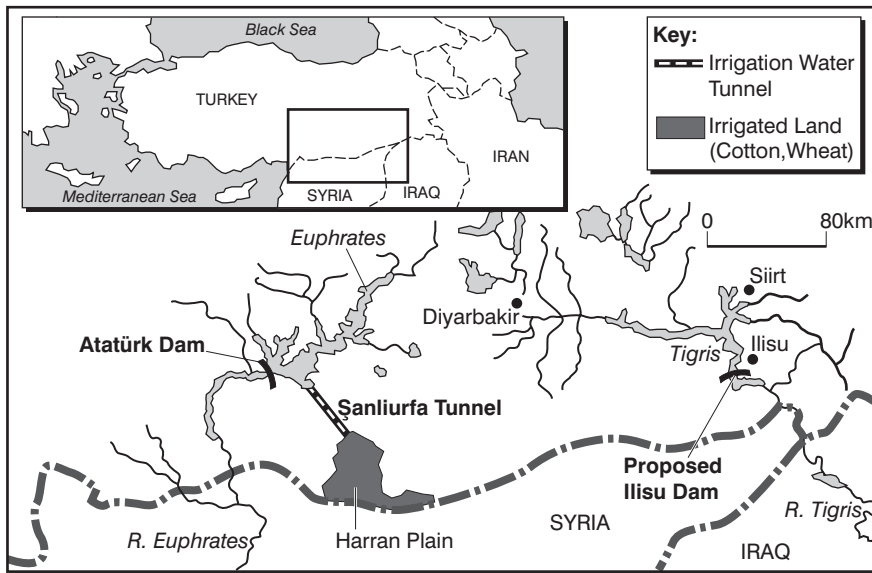 Black Sea
TURKEY
IRAN
Mediterranean Sea
SYRIA
IRAQ
Key:
Irrigation Water
Tunnel
Irrigated Land
(Cotton,Wheat)
0 80km
Euphrates
Siirt
Diyarbakir
Atatürk Dam
Tigris
Ilisu
Şanliurfa Tunnel
Proposed
Ilisu Dam
SYRIA
R. Tigris
R. Euphrates
Harran Plain
IRAQ